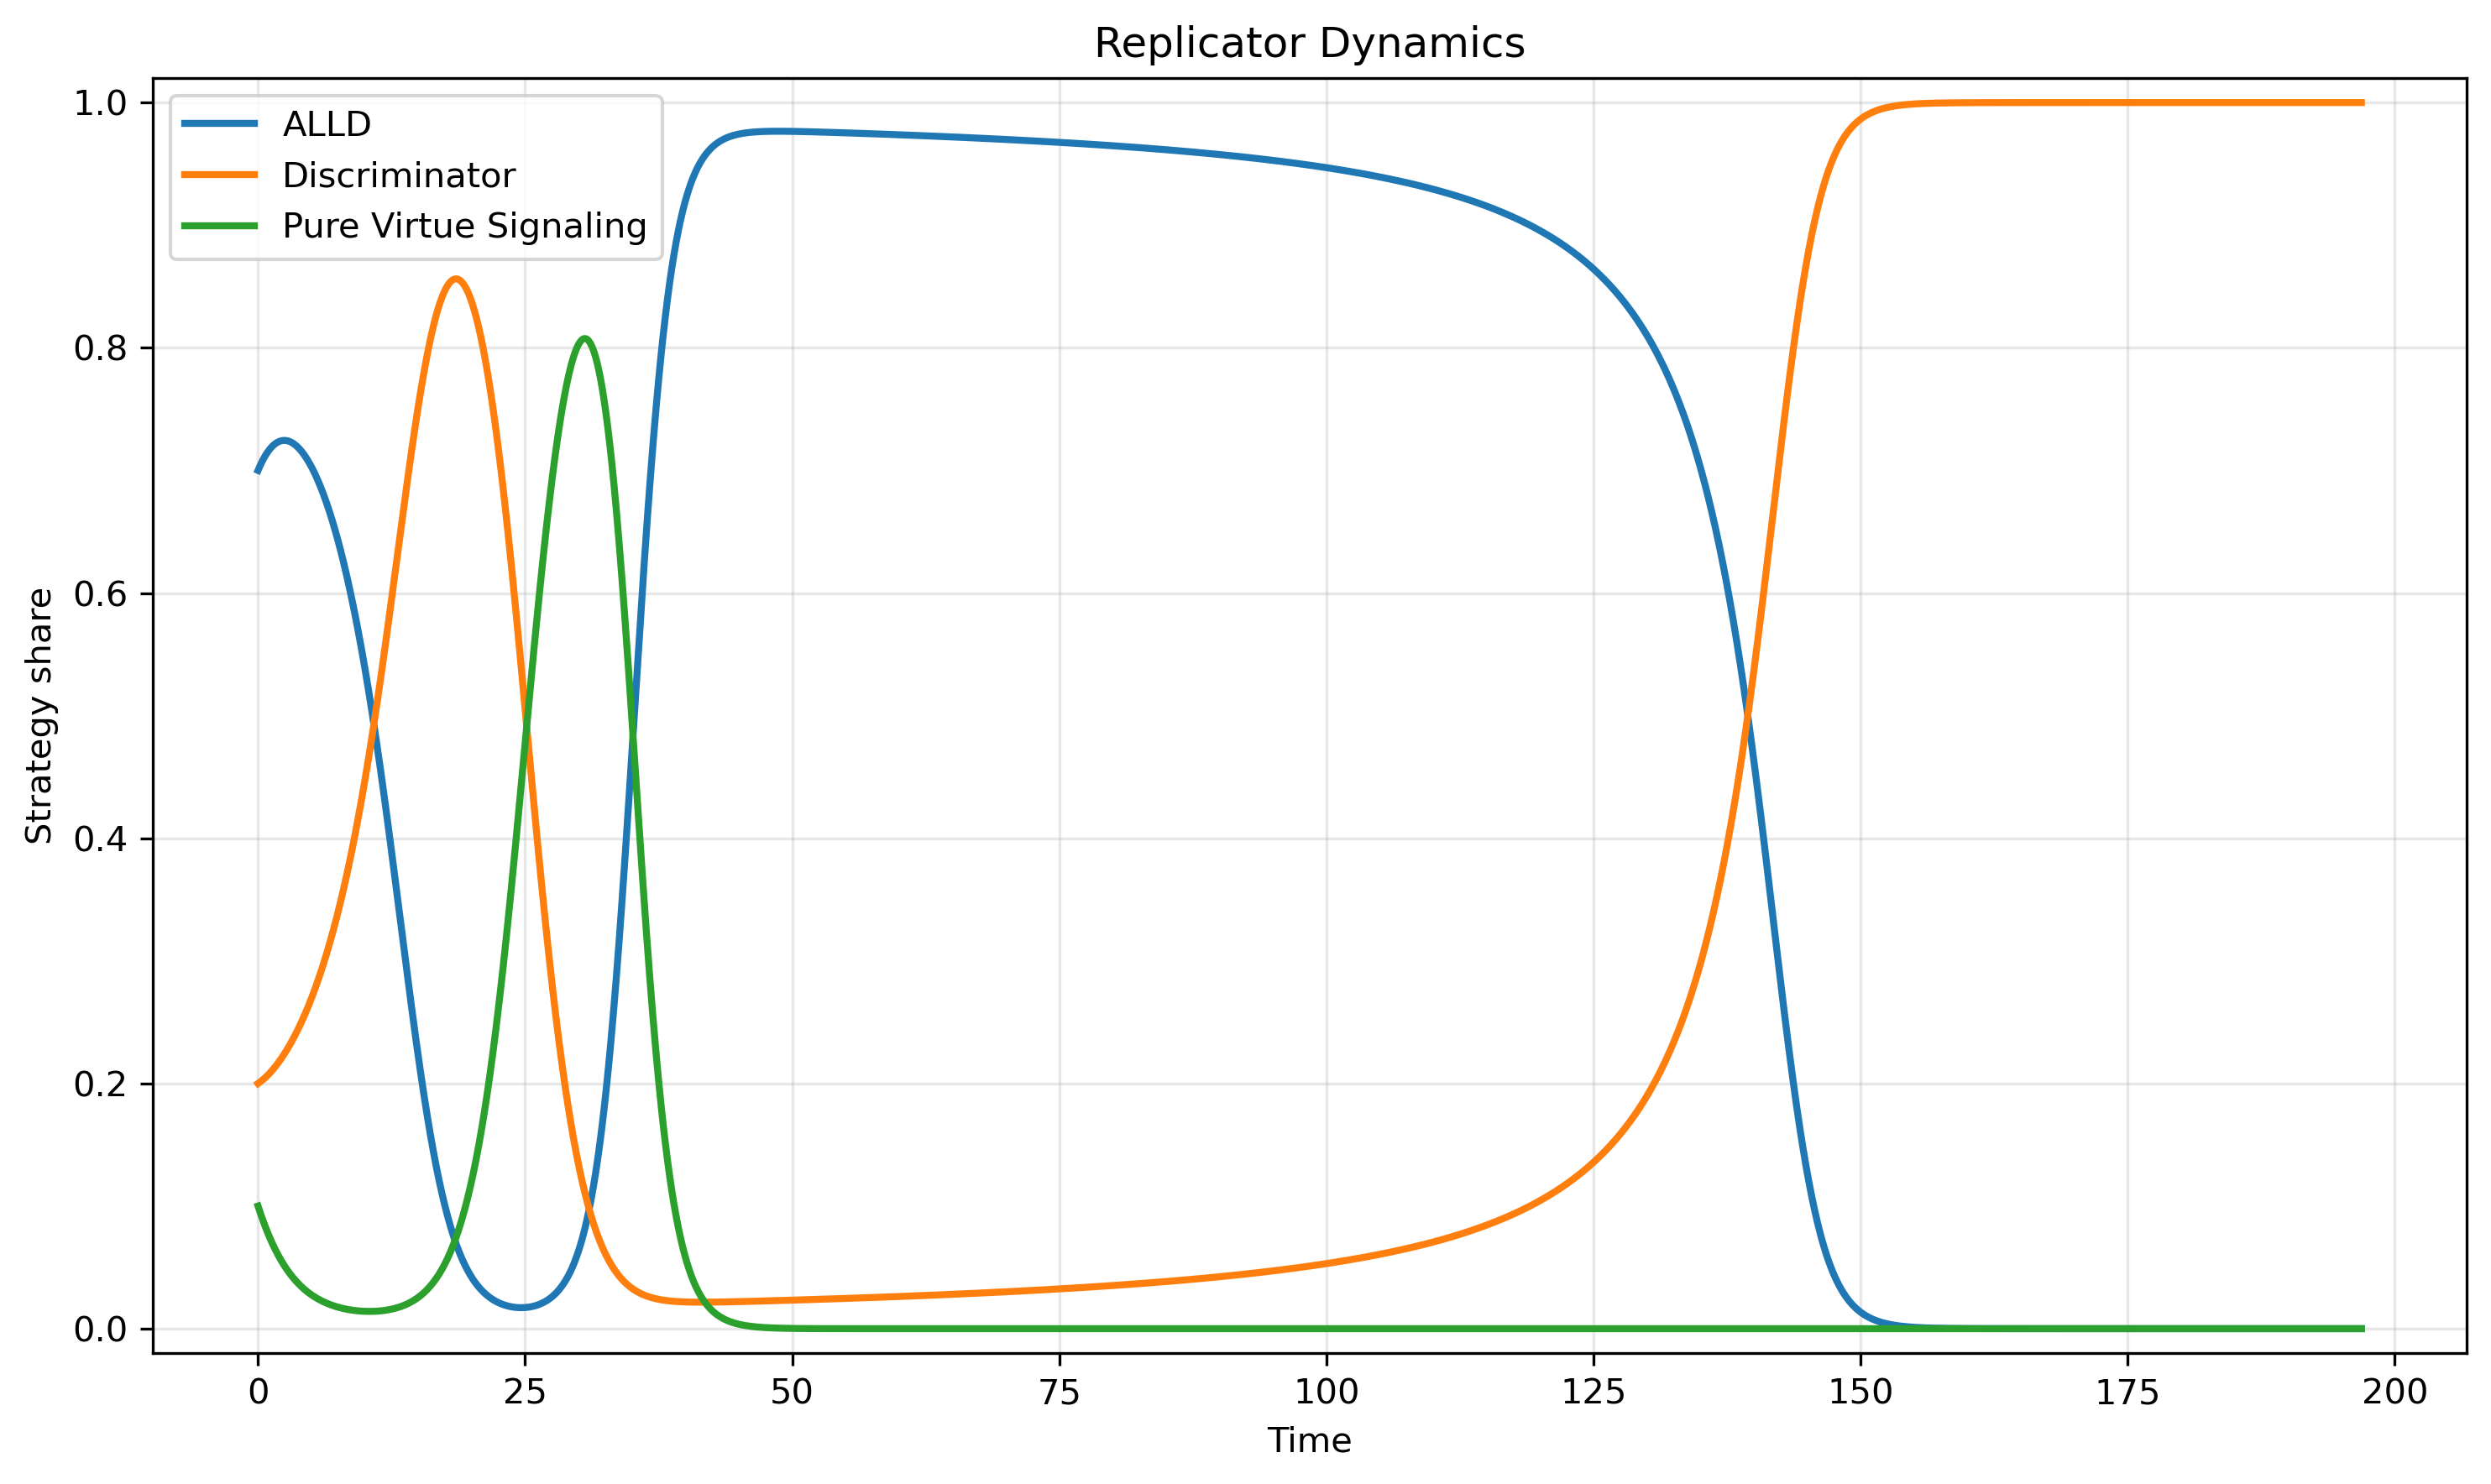 Replicator Dynamics
ALLD
Discriminator
Pure Virtue Signaling
Strategy share
1.0
0.8
0.6
0.4
0.2
0.0
0 25 50 75 100 125 150 175 200
Time